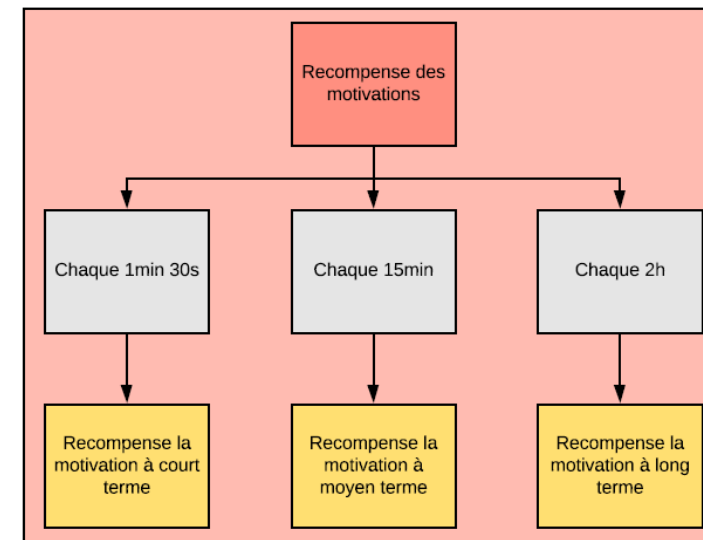 Recompense des
motivations
Chaque 1min 30s
Chaque 15min
Chaque 2h
Recompense la
motivation à court
terme
Recompense la
motivation à
moyen terme
Recompense la
motivation à long
terme